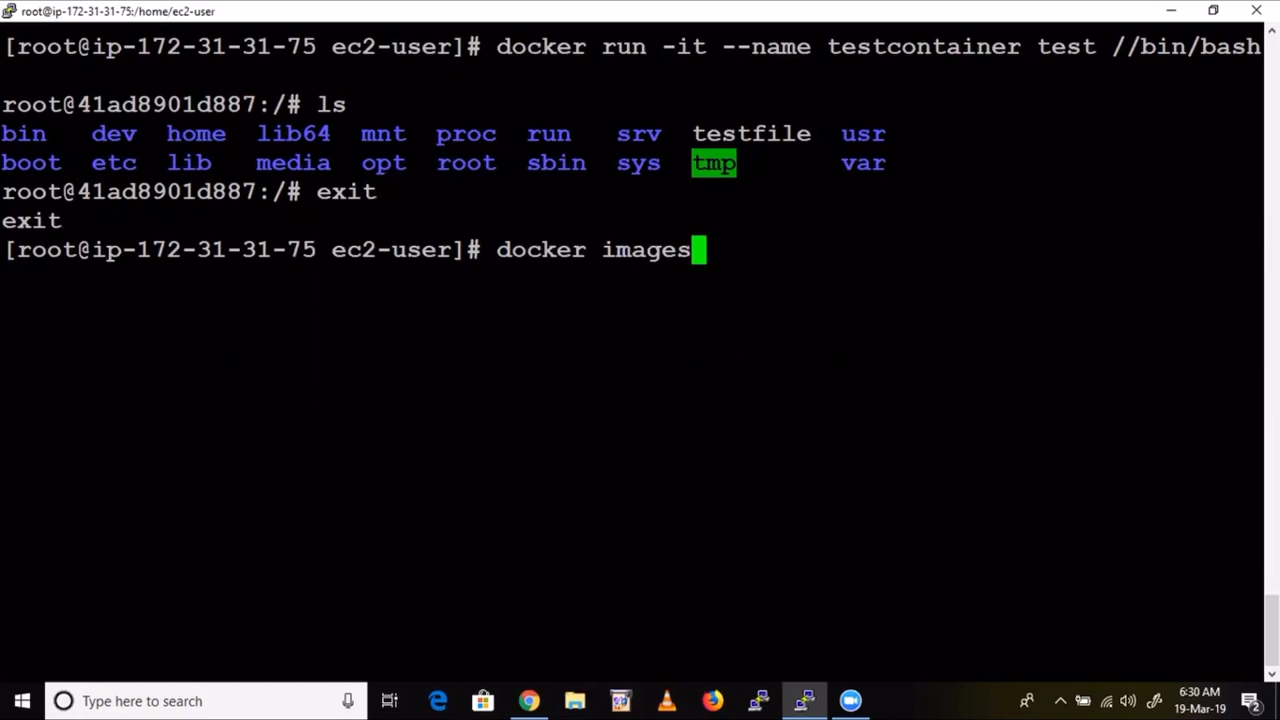 root@ip-172-31-31-75:/home/ec2-user
[root@ip-172-31-31-75 ec2-user]# docker run -it --name testcontainer test //bin/bash
root@41ad8901d887:/# ls
bin dev home lib64 mnt proc run srv testfile usr
boot etc lib media opt root sbin sys tmp var
root@41ad8901d887:/# exit
exit
[root@ip-172-31-31-75 ec2-user]# docker images
Type here to search
6:30 AM
19-Mar-19
2